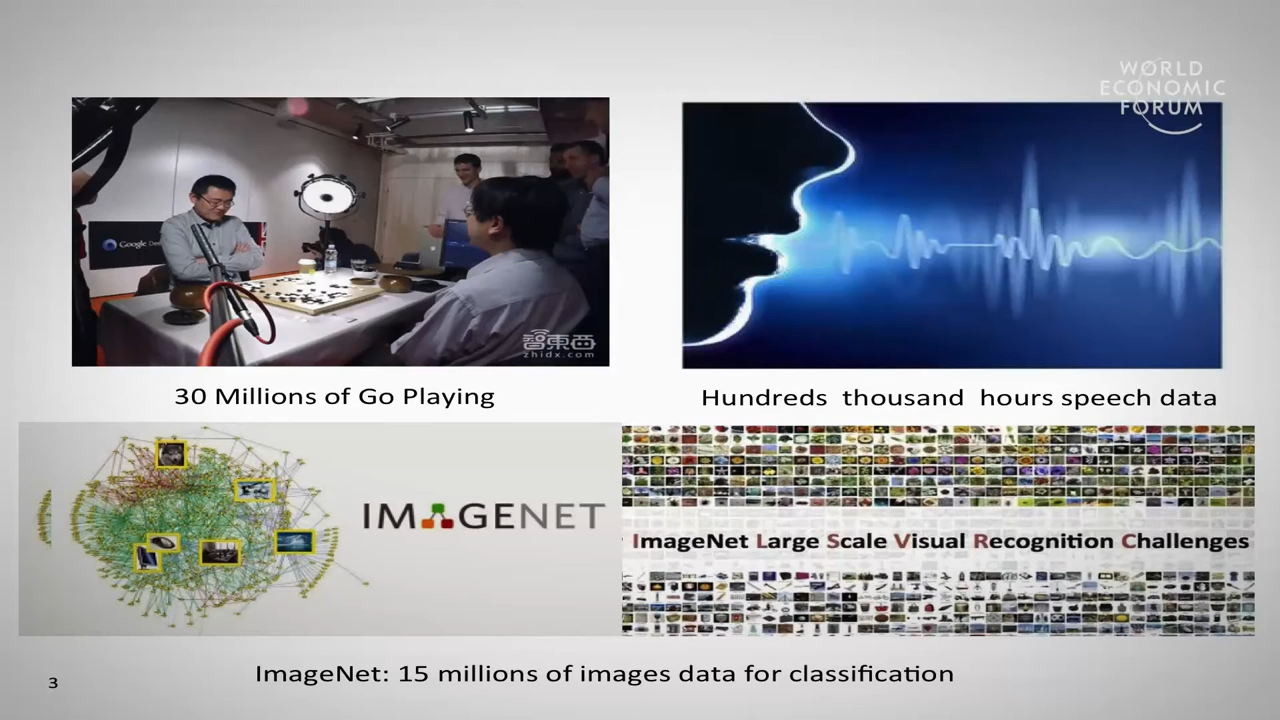 WORLD
ECONOMIC
FORUM
Google Dee
智東西
zhidx.com
30 Millions of Go Playing
Hundreds thousand hours speech data
IMAGENET
ImageNet Large Scale Visual Recognition Challenges
ImageNet: 15 millions of images data for classification
3